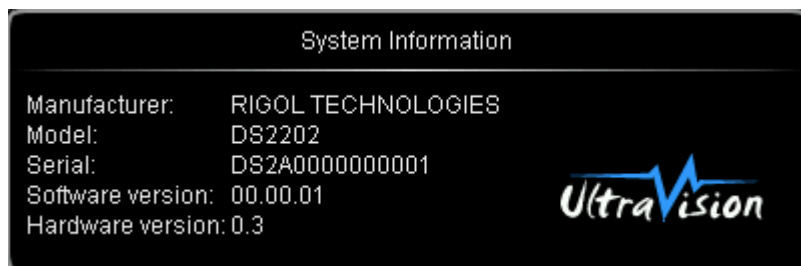 System Information
Manufacturer: RIGOL TECHNOLOGIES
Model: DS2202
Serial: DS2A0000000001
Software version: 00.00.01
Hardware version: 0.3
UltraVision